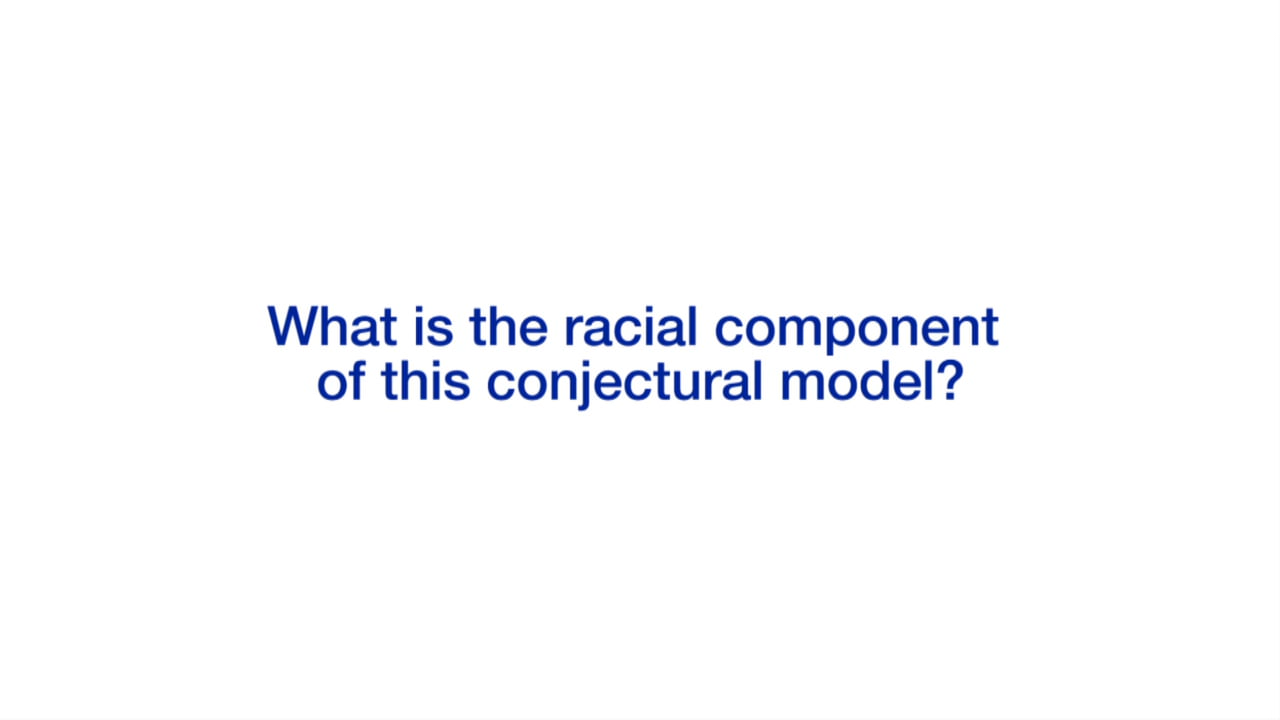 What is the racial component
of this conjectural model?